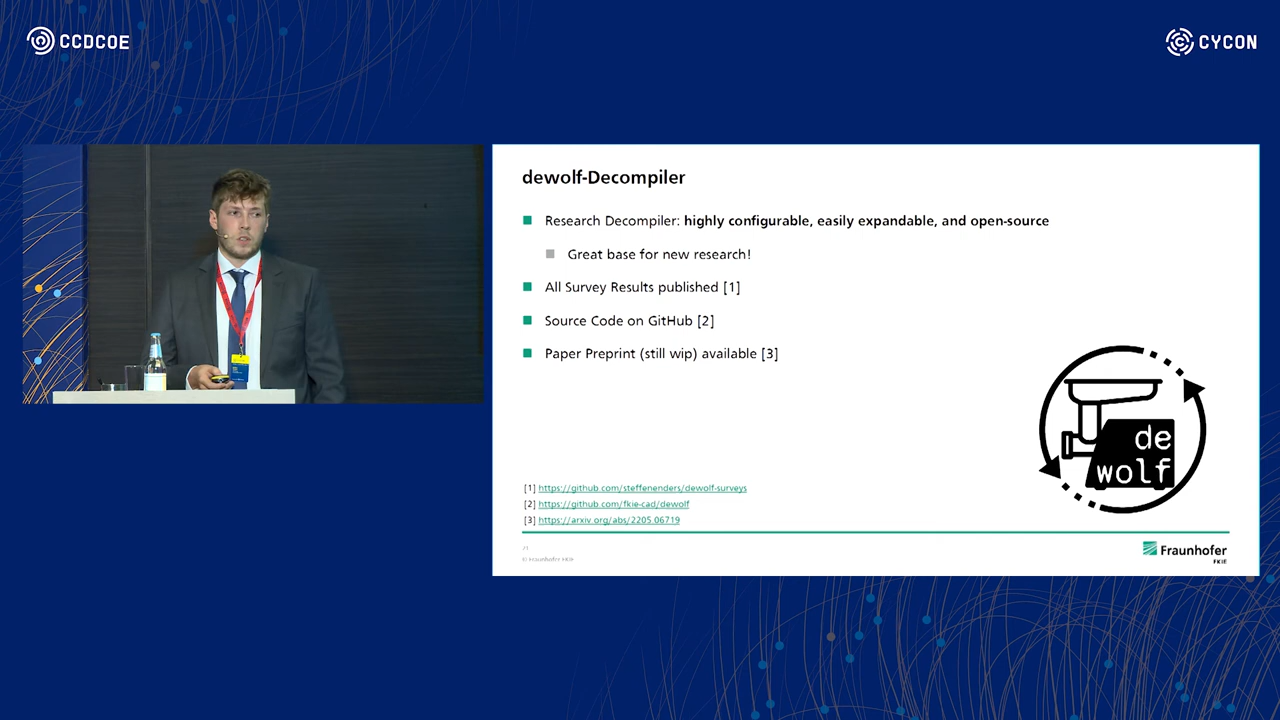 CCDCOE
CYCON
dewolf-Decompiler
Research Decompiler: highly configurable, easily expandable, and open-source
Great base for new research!
All Survey Results published [1]
Source Code on GitHub [2]
Paper Preprint (still wip) available [3]
de
wolf
[1] https://github.com/steffenenders/dewolf-surveys
[2] https://github.com/fkie-cad/dewolf
[3] https://arxiv.org/abs/2205.06719
21
© Fraunhofer FKIE
Fraunhofer
FKIE